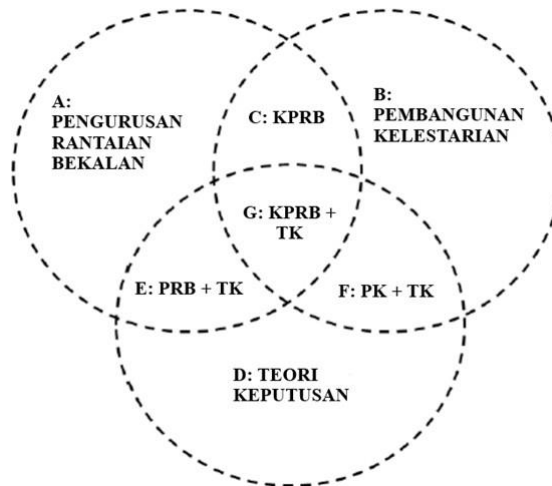 A:
PENGURUSAN
RANTAIAN
BEKALAN
C: KPRB
B:
PEMBANGUNAN
KELESTARIAN
G: KPRB +
TK
E: PRB + TK
F: PK + TK
D: TEORI
KEPUTUSAN